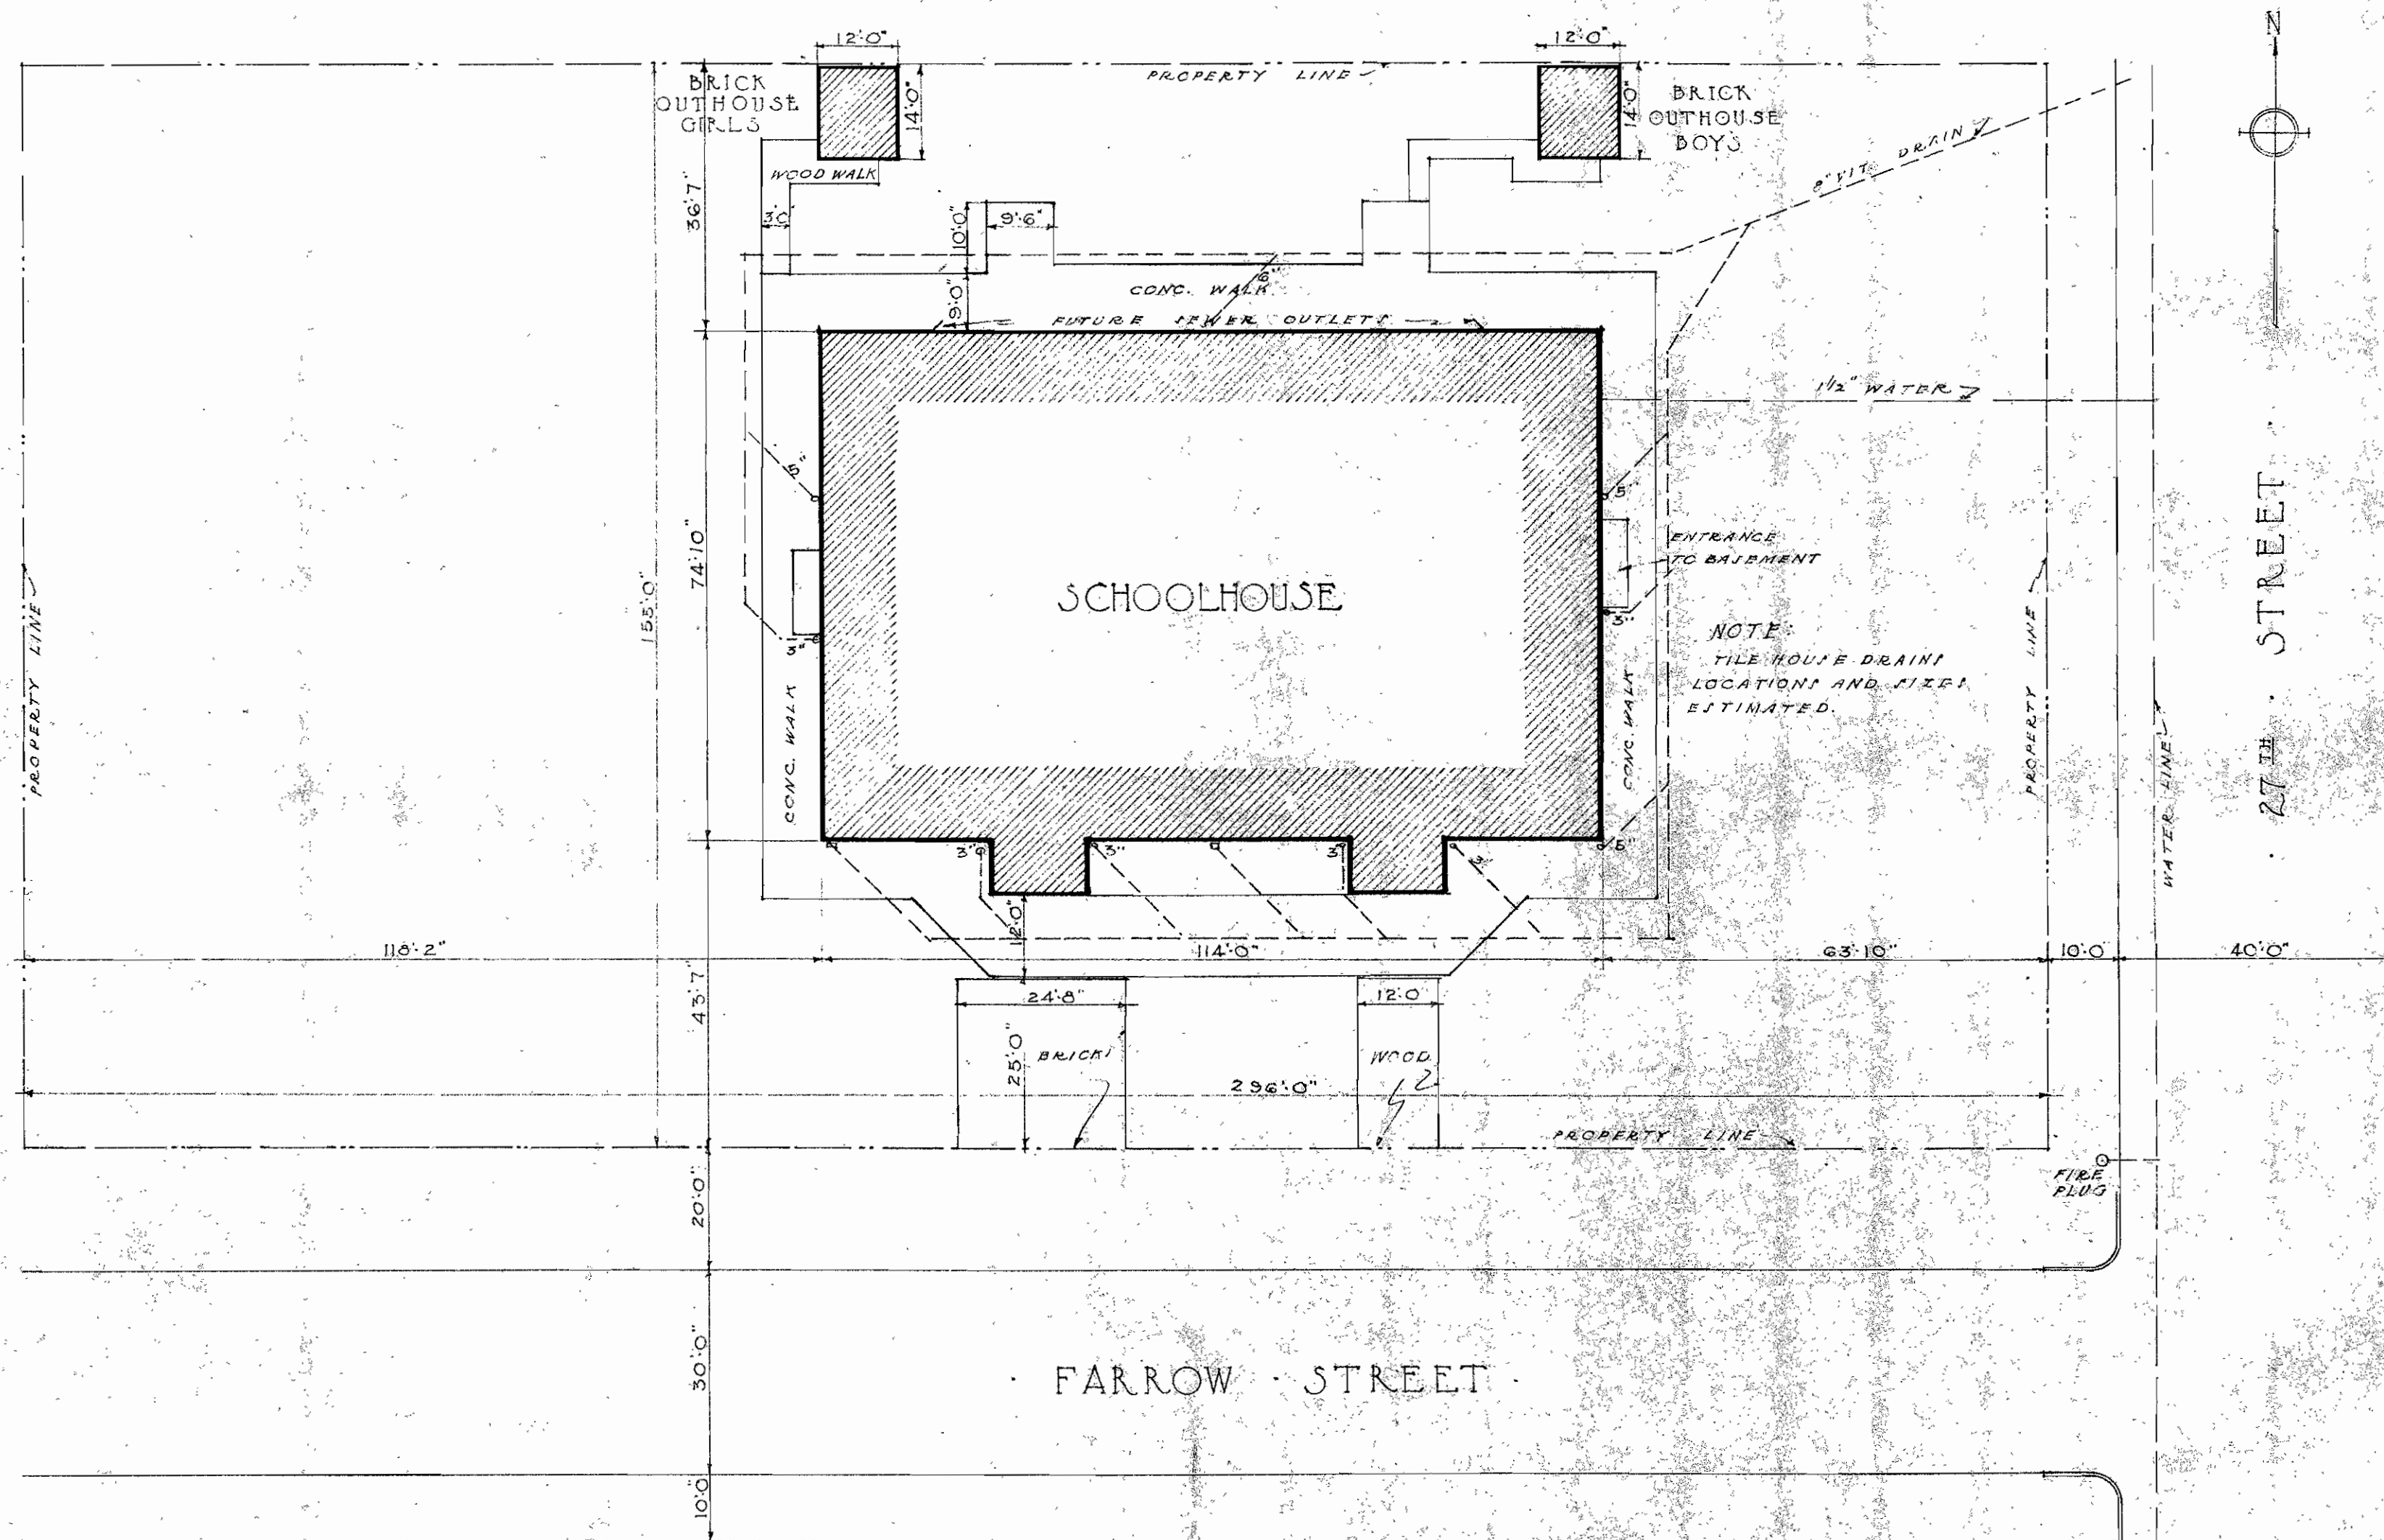 12'-0"
12'-0"
N
PROPERTY LINE
BRICK
OUTHOUSE
GIRLS
14'-0"
14'-0"
BRICK
OUTHOUSE
BOYS
8" VIT. DRAIN
WOOD WALK
36'-7"
3'-0
10'-0"
9'-6"
6"
CONC. WALK
9'-0"
FUTURE SEWER OUTLETS
1 1/2" WATER
5"
5"
ENTRANCE
TO BASEMENT
74'-10"
155'-0"
SCHOOLHOUSE
3"
3"
NOTE:
TILE HOUSE DRAINS
LOCATIONS AND SIZES
ESTIMATED.
PROPERTY LINE
CONC. WALK
CONC. WALK
PROPERTY LINE
WATER LINE
· 27TH · STREET ·
3"
3"
3"
3"
5"
12'-0"
118'-2"
114'-0"
63'-10"
10'-0
40'-0"
43'-7"
24'-8"
12'-0
25'-0"
BRICK
WOOD
296'-0"
PROPERTY LINE
FIRE
PLUG
20'-0"
30'-0"
· FARROW · STREET ·
10'-0"